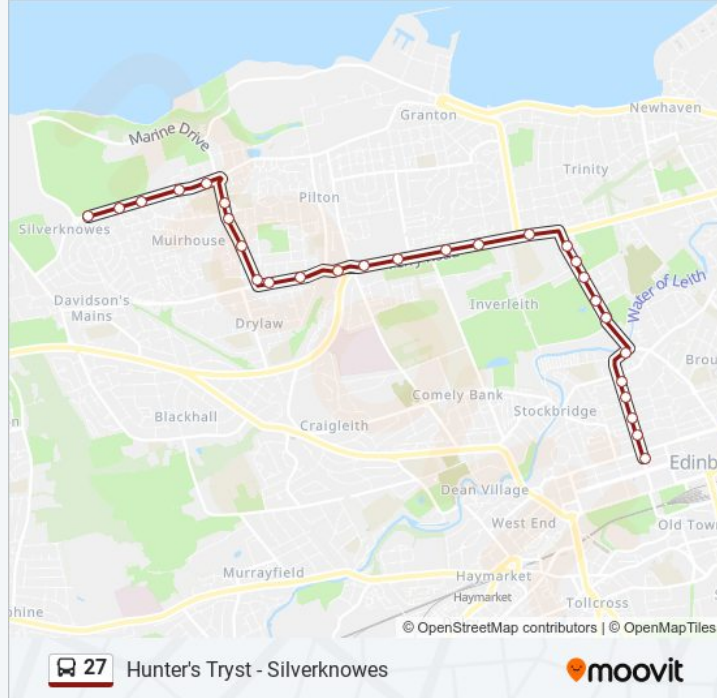 Granton
Newhaven
Marine Drive
Trinity
Pilton
Silverknowes
Muirhouse
Water of Leith
Davidson's
Mains
Inverleith
Drylaw
Brou
Comely Bank
Stockbridge
Blackhall
Craigleith
Edinb
Dean Village
West End
Old Town
Murrayfield
Haymarket
Haymarket
Tollcross
phine
© OpenStreetMap contributors | © OpenMapTiles
27 Hunter's Tryst - Silverknowes
moovit